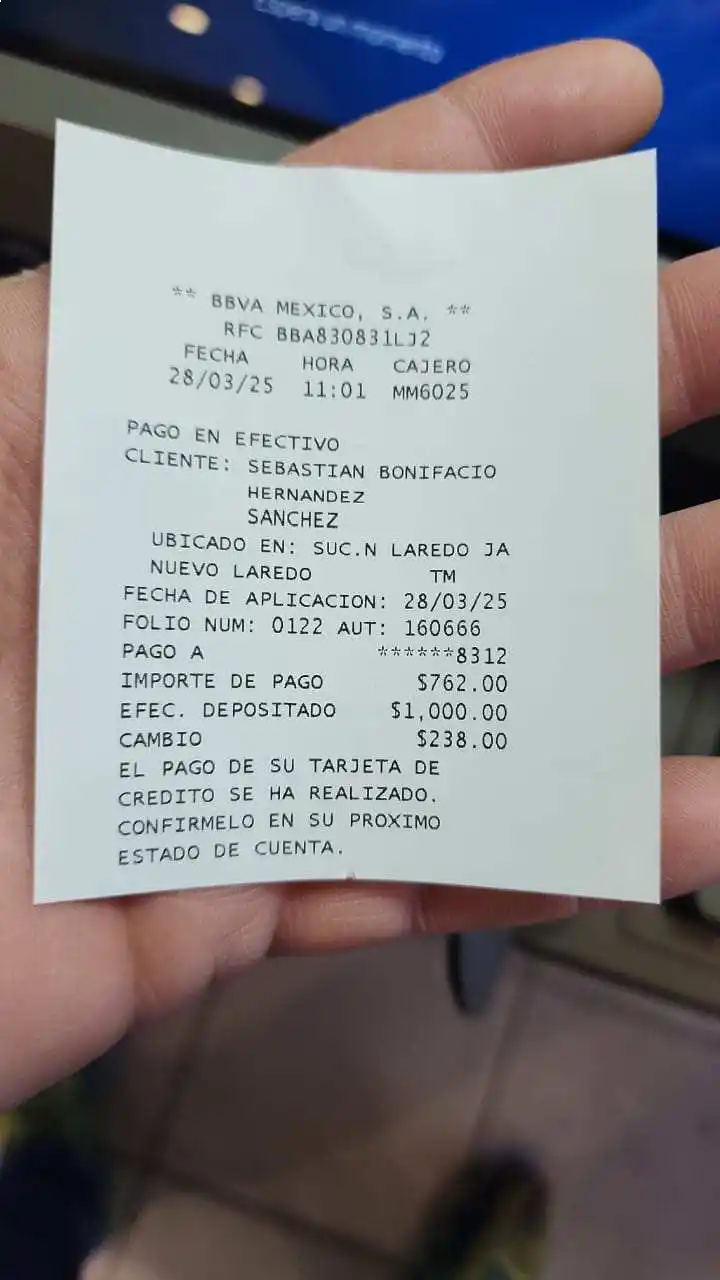 Espera un momento
** BBVA MEXICO, S.A. **
RFC BBA830831LJ2
FECHA HORA CAJERO
28/03/25 11:01 MM6025
PAGO EN EFECTIVO
CLIENTE: SEBASTIAN BONIFACIO
HERNANDEZ
SANCHEZ
UBICADO EN: SUC.N LAREDO JA
NUEVO LAREDO TM
FECHA DE APLICACION: 28/03/25
FOLIO NUM: 0122 AUT: 160666
PAGO A ******8312
IMPORTE DE PAGO $762.00
EFEC. DEPOSITADO $1,000.00
CAMBIO $238.00
EL PAGO DE SU TARJETA DE
CREDITO SE HA REALIZADO.
CONFIRMELO EN SU PROXIMO
ESTADO DE CUENTA.